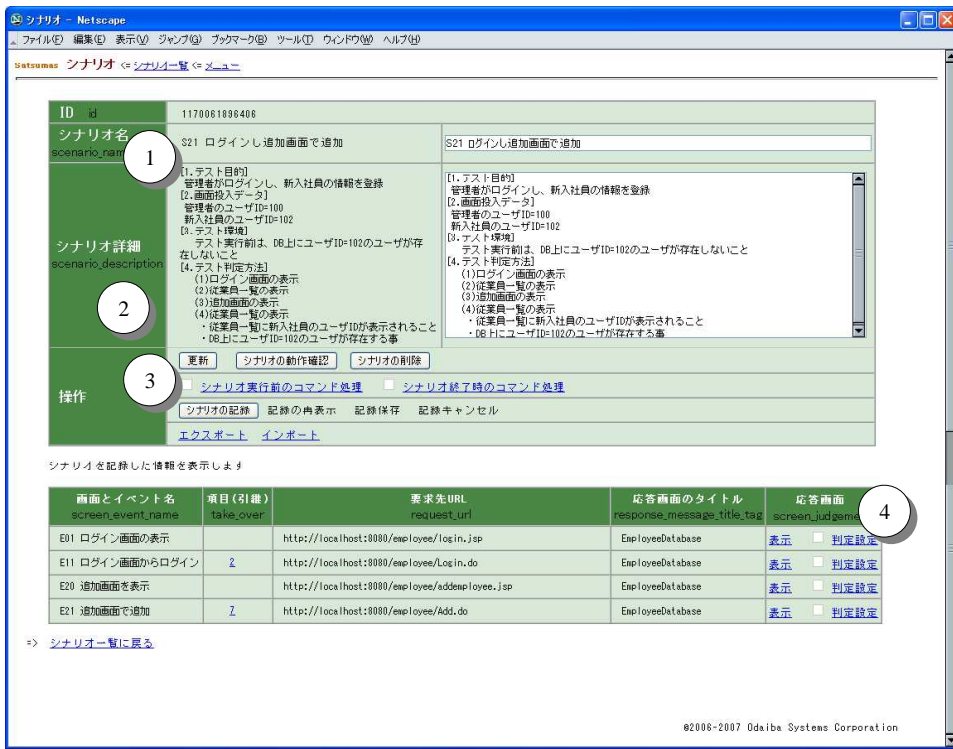 シナリオ - Netscape
ファイル(F) 編集(E) 表示(V) ジャンプ(G) ブックマーク(B) ツール(T) ウィンドウ(W) ヘルプ(H)
Satsumas シナリオ <= シナリオ一覧 <= メニュー
ID id 1170061896406
シナリオ名
scenario_nam
1
S21 ログインし追加画面で追加
S21 ログインし追加画面で追加
シナリオ詳細
scenario_description
2
[1.テスト目的]
管理者がログインし、新入社員の情報を登録
[2.画面投入データ]
管理者のユーザID=100
新入社員のユーザID=102
[3.テスト環境]
テスト実行前は、DB上にユーザID=102のユーザが存
在しないこと
[4.テスト判定方法]
(1)ログイン画面の表示
(2)従業員一覧の表示
(3)追加画面の表示
(4)従業員一覧の表示
・従業員一覧に新入社員のユーザIDが表示されること
・DB上にユーザID=102のユーザが存在する事
[1.テスト目的]
管理者がログインし、新入社員の情報を登録
[2.画面投入データ]
管理者のユーザID=100
新入社員のユーザID=102
[3.テスト環境]
テスト実行前は、DB上にユーザID=102のユーザが存在しないこと
[4.テスト判定方法]
(1)ログイン画面の表示
(2)従業員一覧の表示
(3)追加画面の表示
(4)従業員一覧の表示
・従業員一覧に新入社員のユーザIDが表示されること
・DB上にユーザID=102のユーザが存在する事
操作
3
更新 シナリオの動作確認 シナリオの削除
シナリオ実行前のコマンド処理 シナリオ終了時のコマンド処理
シナリオの記録 記録の再表示 記録保存 記録キャンセル
エクスポート インポート
シナリオを記録した情報を表示します
画面とイベント名 項目(引継) 要求先URL 応答画面のタイトル 応答画面
screen_event_name take_over request_url response_message_title_tag screen_judgeme
4
E01 ログイン画面の表示 http://localhost:8080/employee/login.jsp EmployeeDatabase 表示 判定設定
E11 ログイン画面からログイン 2 http://localhost:8080/employee/Login.do EmployeeDatabase 表示 判定設定
E20 追加画面を表示 http://localhost:8080/employee/addemployee.jsp EmployeeDatabase 表示 判定設定
E21 追加画面で追加 7 http://localhost:8080/employee/Add.do EmployeeDatabase 表示 判定設定
=> シナリオ一覧に戻る
©2006-2007 Odaiba Systems Corporation